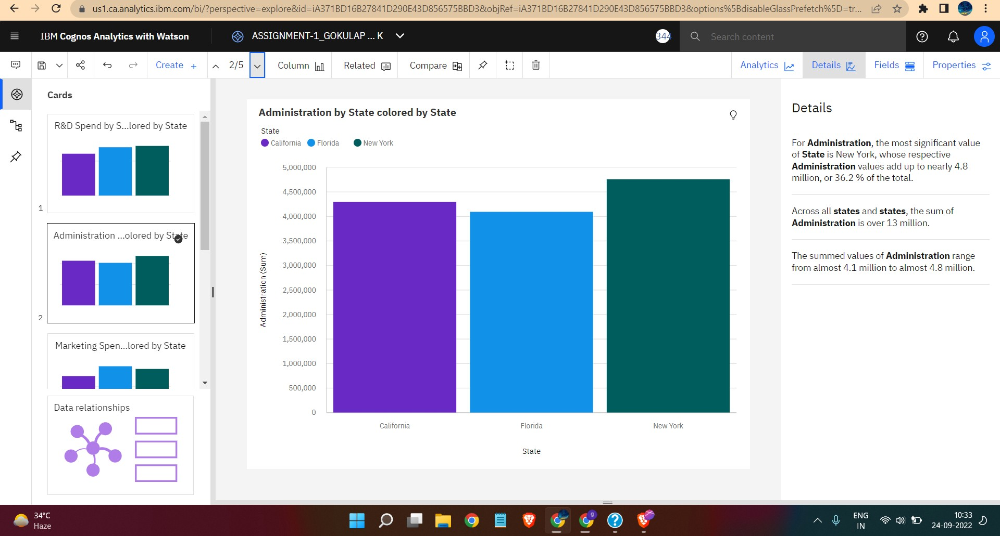 us1.ca.analytics.ibm.com/bi/?perspective=explore&id=iA371BD16B27841D290E43D856575BBD3&objRef=iA371BD16B27841D290E43D856575BBD3&options%5BdisableGlassPrefetch%5D=tr...
IBM Cognos Analytics with Watson
ASSIGNMENT-1_GOKULAP ... K
344
Search content
Create +
2/5
Column
Related
Compare
Analytics
Details
Fields
Properties
Cards
R&D Spend by S...lored by State
1
Administration ...olored by State
2
Marketing Spen...lored by State
Data relationships
Administration by State colored by State
State
California
Florida
New York
5,000,000
4,500,000
4,000,000
3,500,000
3,000,000
2,500,000
2,000,000
1,500,000
1,000,000
500,000
0
Administration (Sum)
California
Florida
New York
State
Details
For Administration, the most significant value
of State is New York, whose respective
Administration values add up to nearly 4.8
million, or 36.2 % of the total.
Across all states and states, the sum of
Administration is over 13 million.
The summed values of Administration range
from almost 4.1 million to almost 4.8 million.
34°C
Haze
g
ENG
IN
10:33
24-09-2022